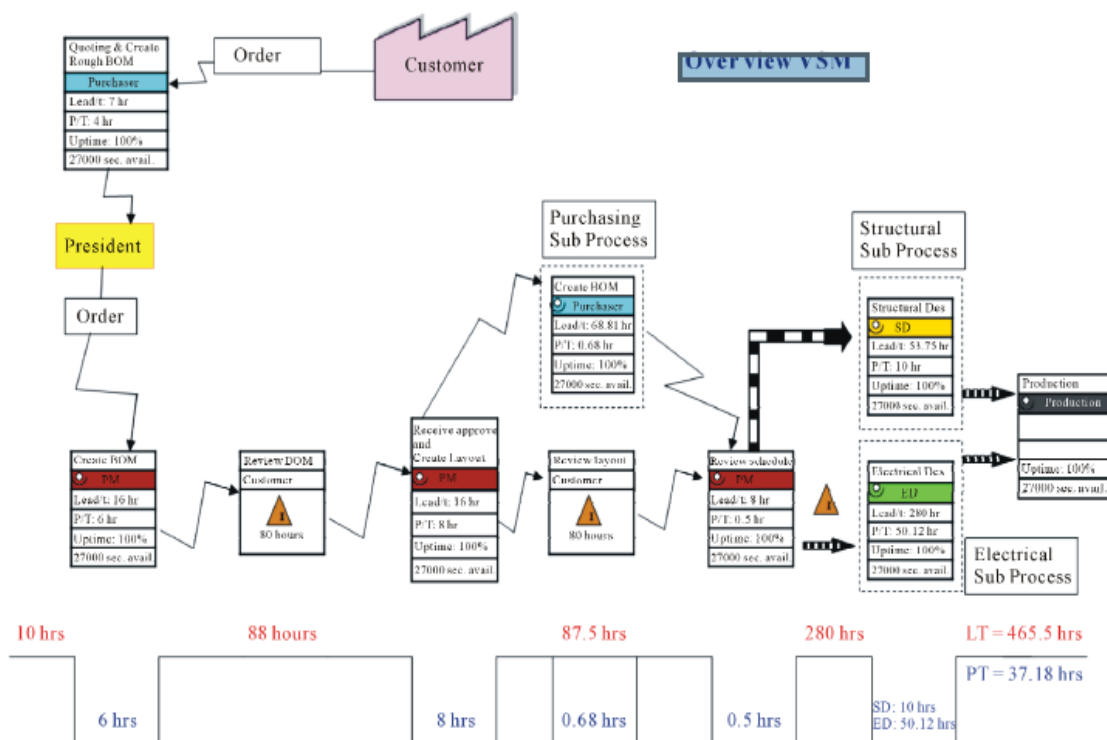 Over view VSM
Quoting & Create
Rough BOM
Purchaser
Lead/t: 7 hr
P/T: 4 hr
Uptime: 100%
27000 sec. avail.
Order
Customer
President
Order
Purchasing
Sub Process
Create BOM
Purchaser
Lead/t: 68.81 hr
P/T: 0.68 hr
Uptime: 100%
27000 sec. avail.
Structural
Sub Process
Structural Des
SD
Lead/t: 53.75 hr
P/T: 10 hr
Uptime: 100%
27000 sec. avail.
Production
Production
Uptime: 100%
27000 sec. avail.
Create BOM
PM
Lead/t: 16 hr
P/T: 6 hr
Uptime: 100%
27000 sec. avail.
Review DOM
Customer
I
80 hours
Receive approve
and
Create Layout
PM
Lead/t: 16 hr
P/T: 8 hr
Uptime: 100%
27000 sec. avail.
Review layout
Customer
I
80 hours
Review schedule
PM
Lead/t: 8 hr
P/T: 0.5 hr
Uptime: 100%
27000 sec. avail.
I
Electrical Des
ED
Lead/t: 280 hr
P/T: 50.12 hr
Uptime: 100%
27000 sec. avail.
Electrical
Sub Process
10 hrs
88 hours
87.5 hrs
280 hrs
LT = 465.5 hrs
PT = 37.18 hrs
6 hrs
8 hrs
0.68 hrs
0.5 hrs
SD: 10 hrs
ED: 50.12 hrs